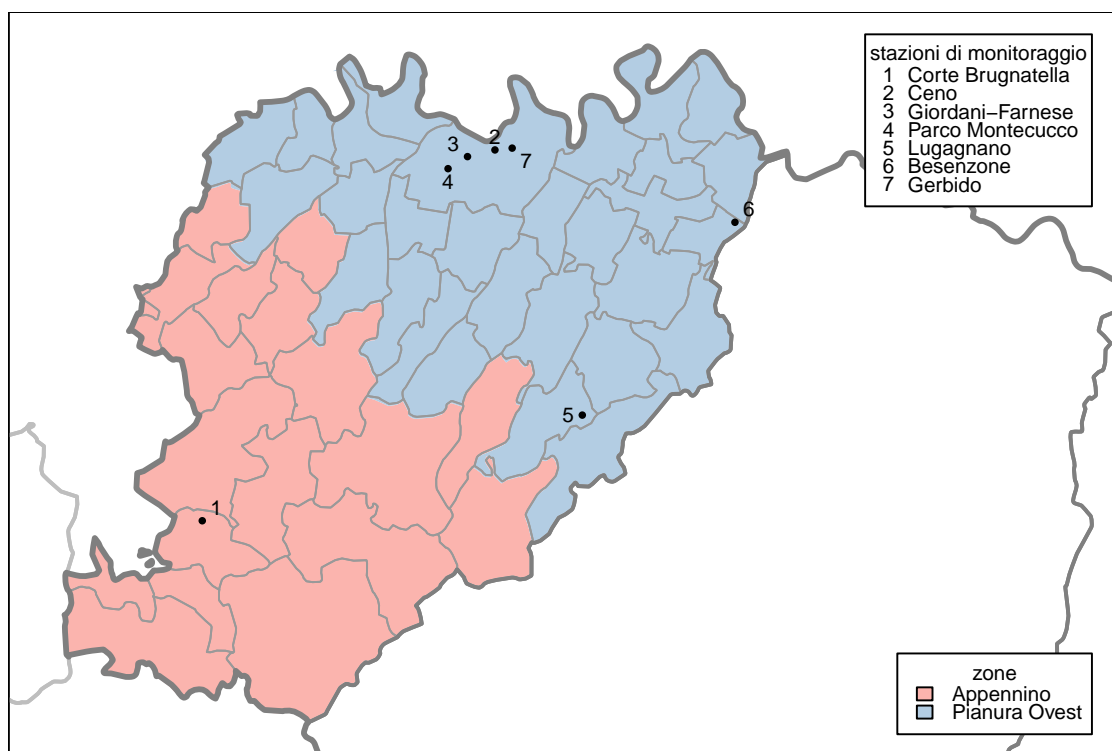 stazioni di monitoraggio
1 Corte Brugnatella
2 Ceno
3 Giordani−Farnese
4 Parco Montecucco
5 Lugagnano
6 Besenzone
7 Gerbido
2
3
7
4
6
5
1
zone
Appennino
Pianura Ovest